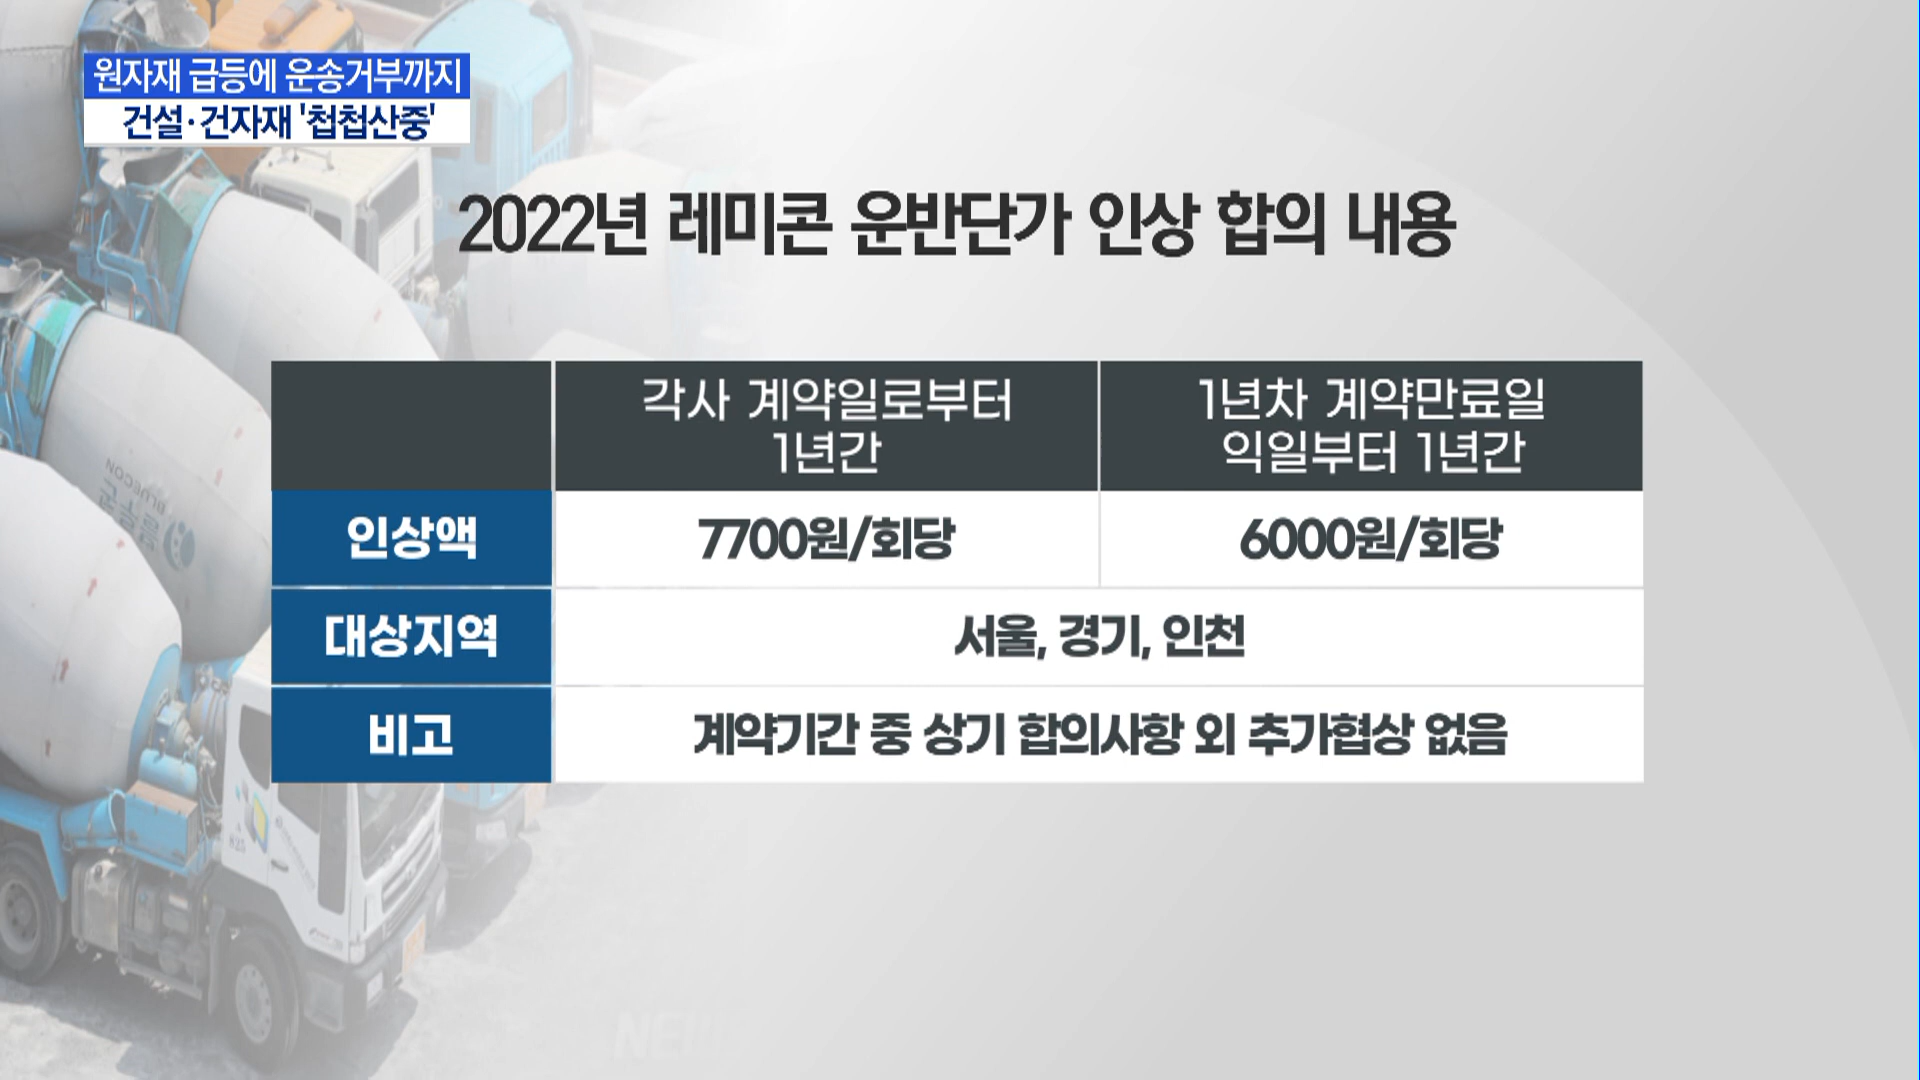 원자재 급등에 운송거부까지
건설·건자재 '첩첩산중'
2022년 레미콘 운반단가 인상 합의 내용
각사 계약일로부터
1년간
1년차 계약만료일
익일부터 1년간
인상액
7700원/회당
6000원/회당
대상지역
서울, 경기, 인천
비고
계약기간 중 상기 합의사항 외 추가협상 없음
BLUECON
NEW